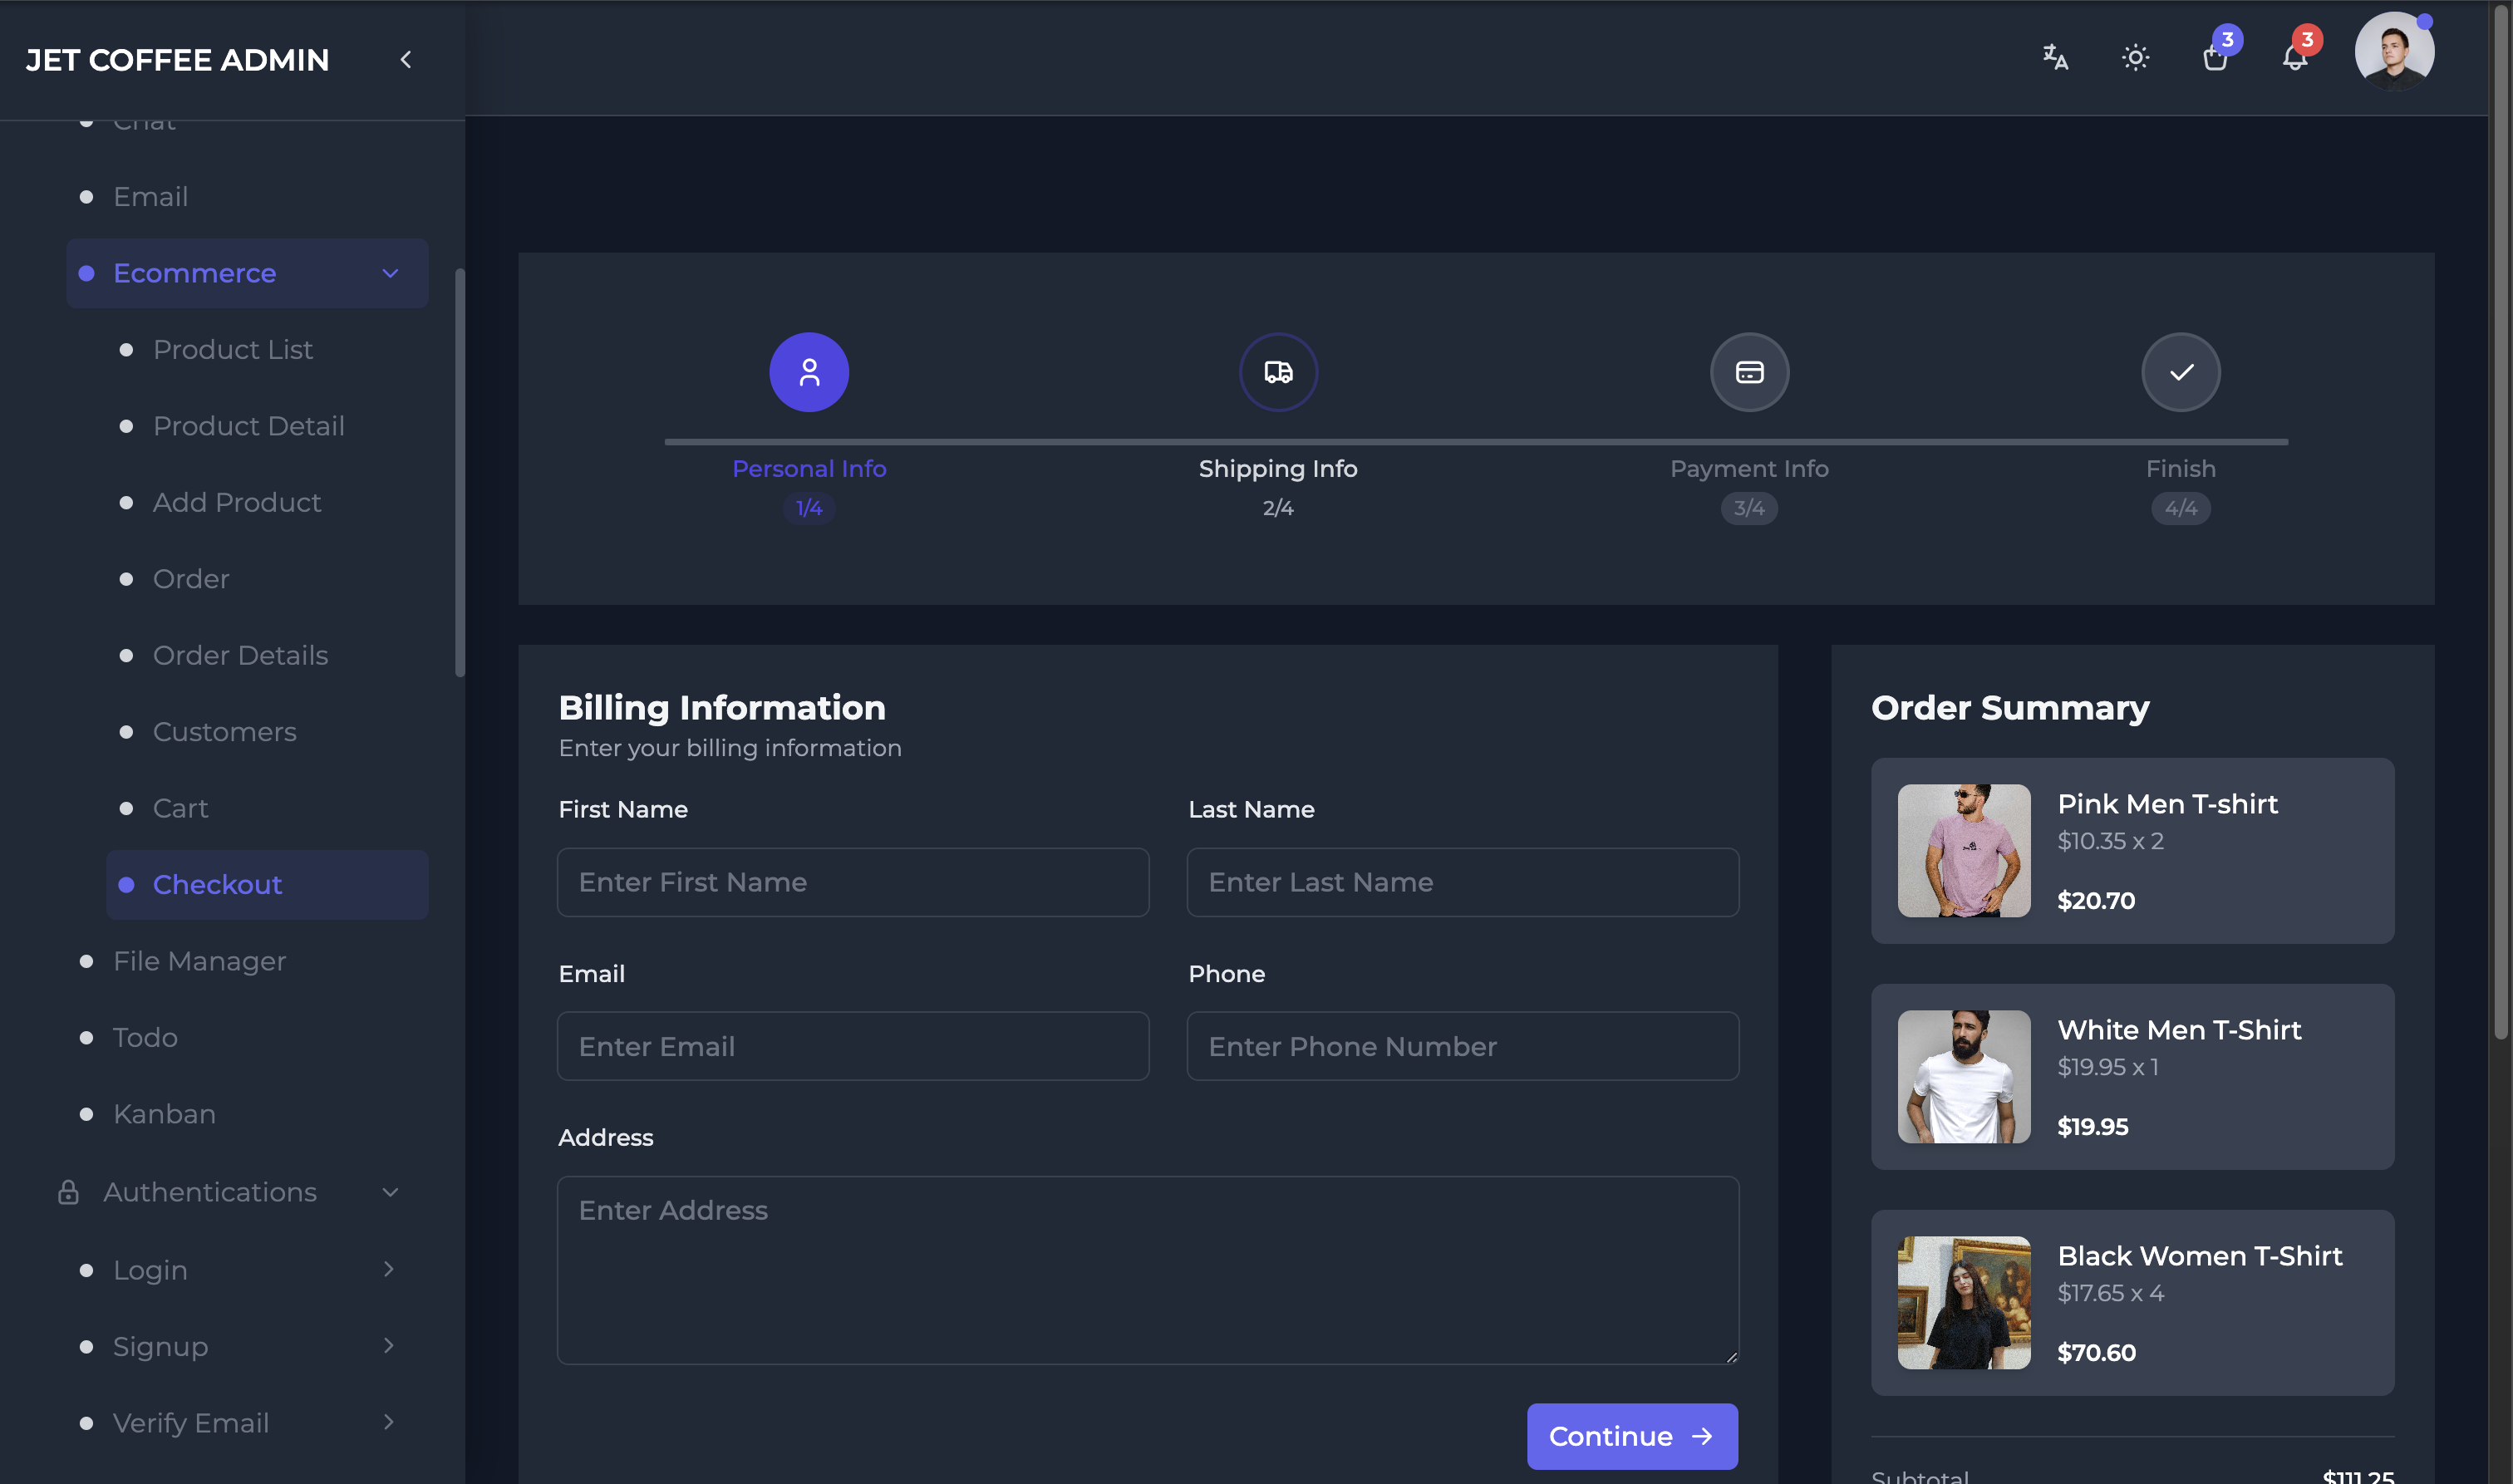 JET COFFEE ADMIN
3
3
Chat
Email
Ecommerce
Product List
Product Detail
Add Product
Order
Order Details
Customers
Cart
Checkout
File Manager
Todo
Kanban
Authentications
Login
Signup
Verify Email
Personal Info
1/4
Shipping Info
2/4
Payment Info
3/4
Finish
4/4
Billing Information
Enter your billing information
First Name
Enter First Name
Last Name
Enter Last Name
Email
Enter Email
Phone
Enter Phone Number
Address
Enter Address
Continue
Order Summary
Pink Men T-shirt
$10.35 x 2
$20.70
White Men T-Shirt
$19.95 x 1
$19.95
Black Women T-Shirt
$17.65 x 4
$70.60
Subtotal $111.25